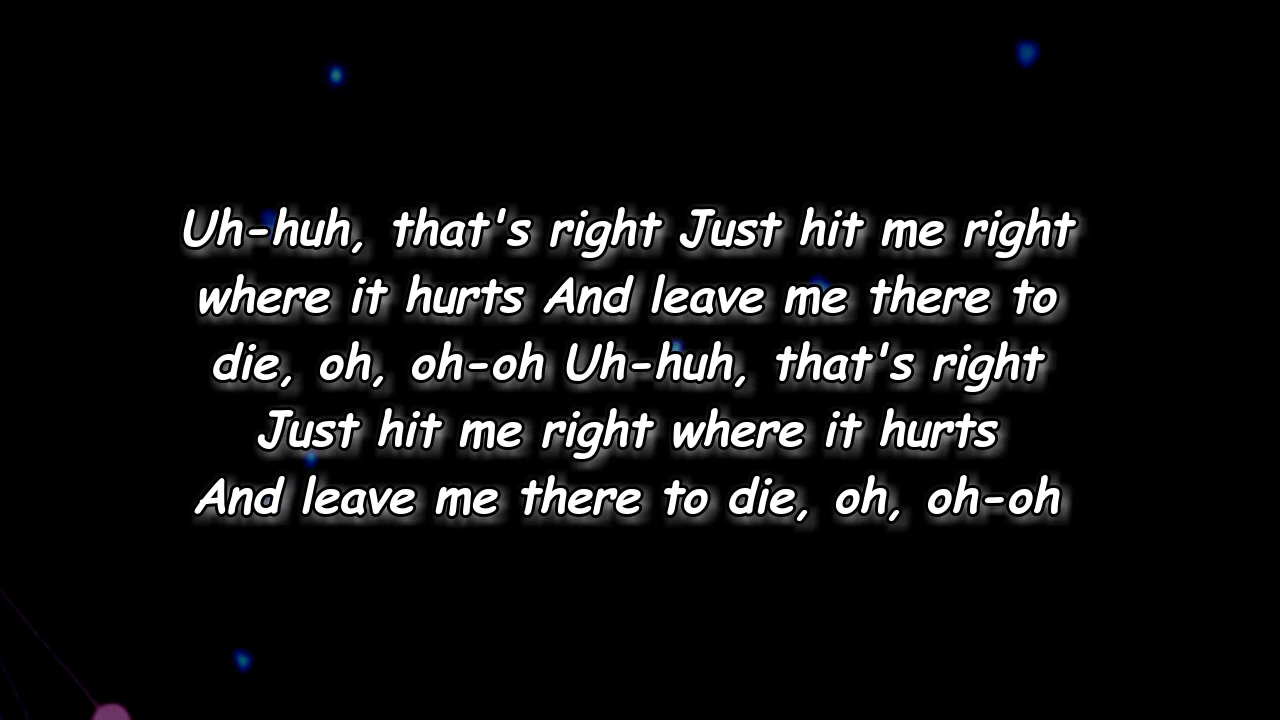 Uh-huh, that's right Just hit me right
where it hurts And leave me there to
die, oh, oh-oh Uh-huh, that's right
Just hit me right where it hurts
And leave me there to die, oh, oh-oh